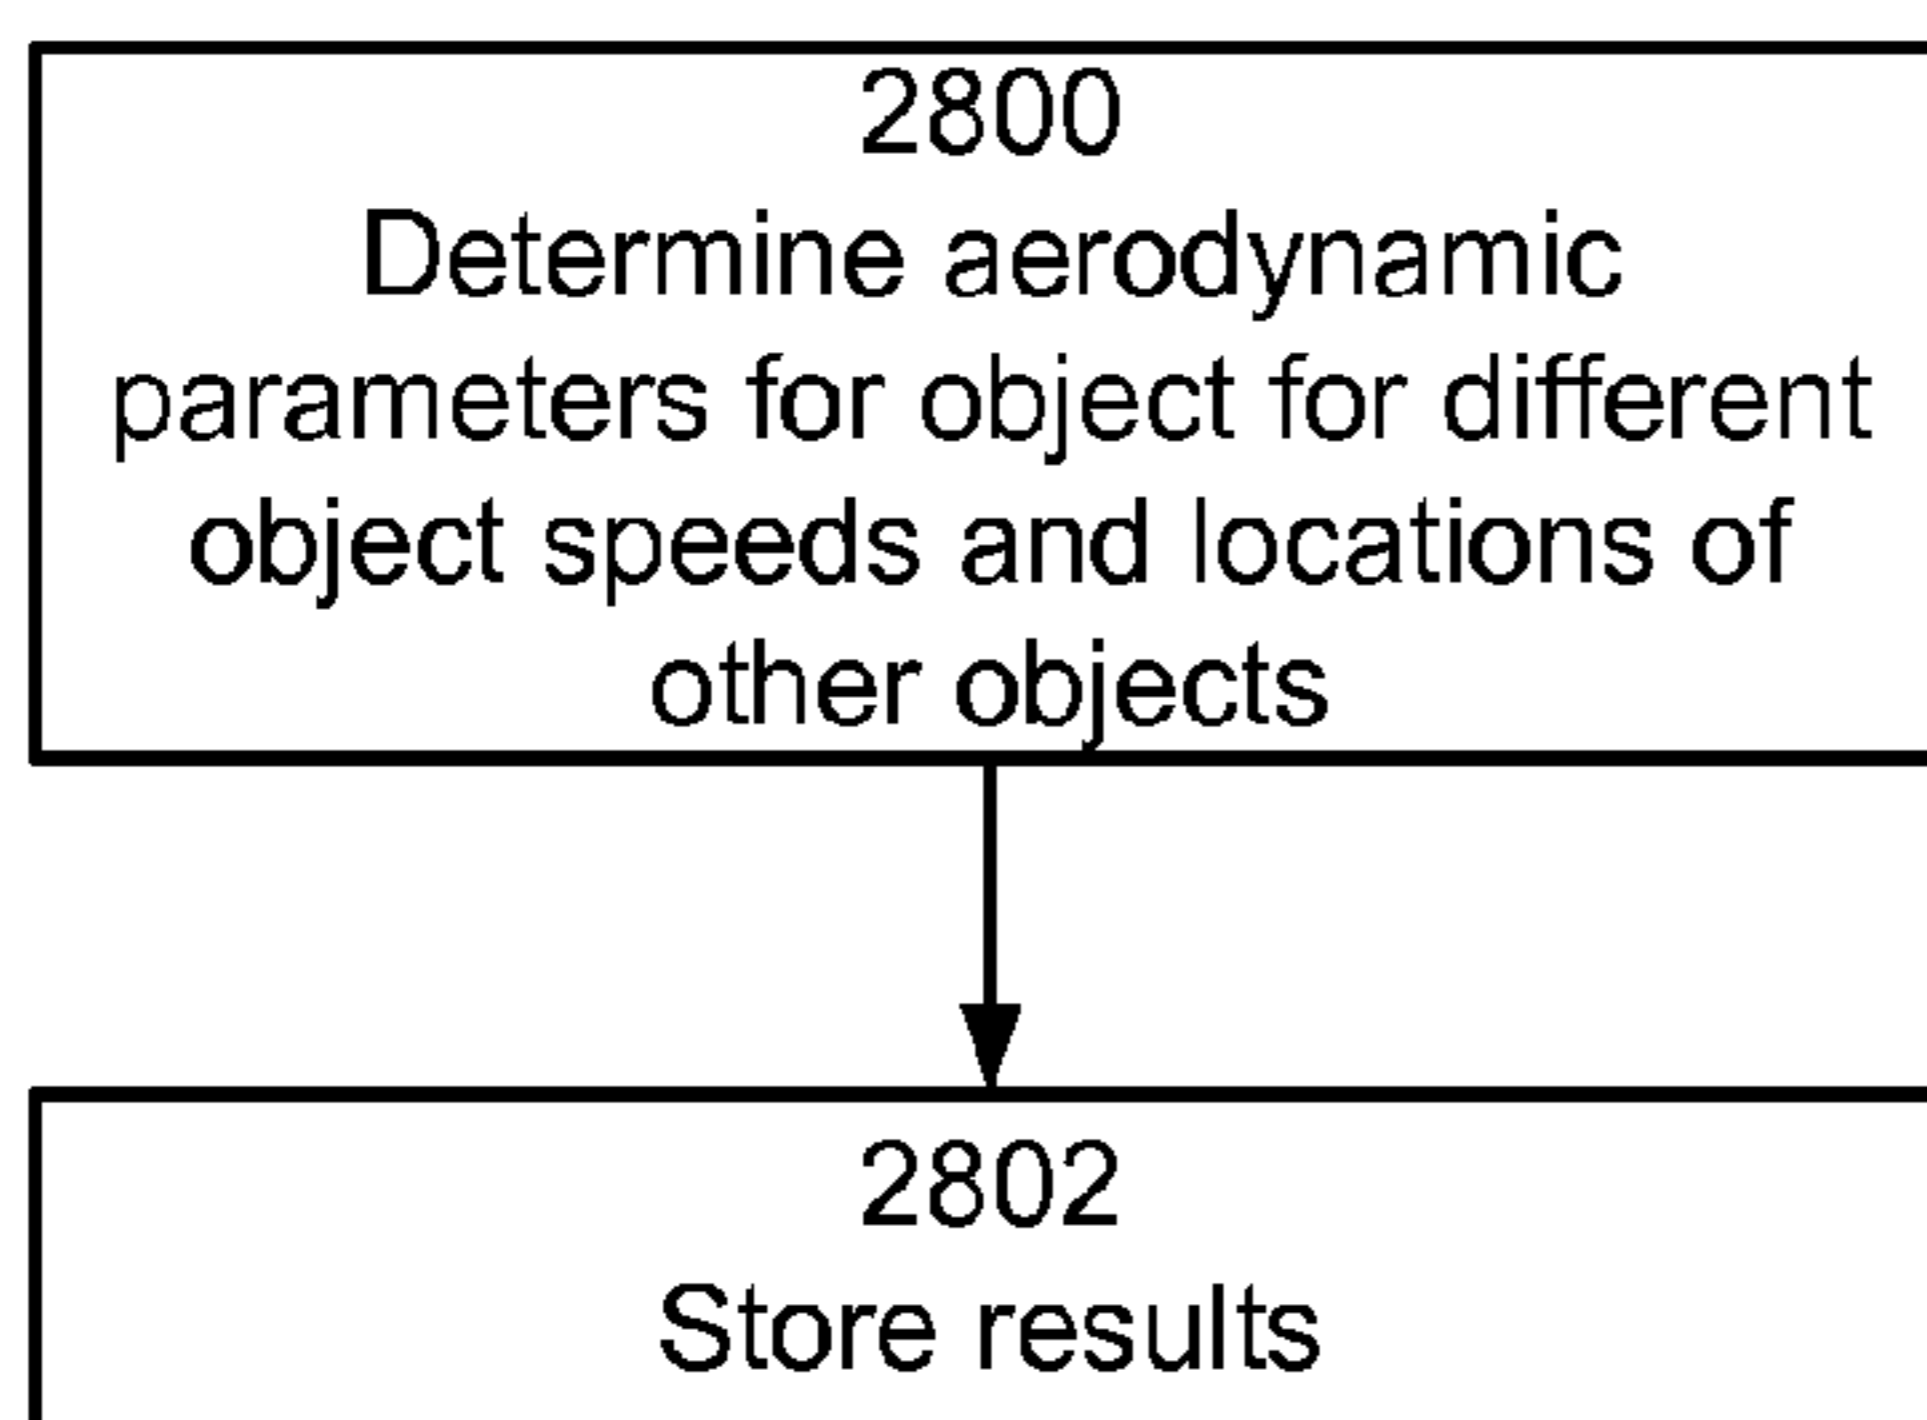 2800
Determine aerodynamic
parameters for object for different
object speeds and locations of
other objects
2802
Store results